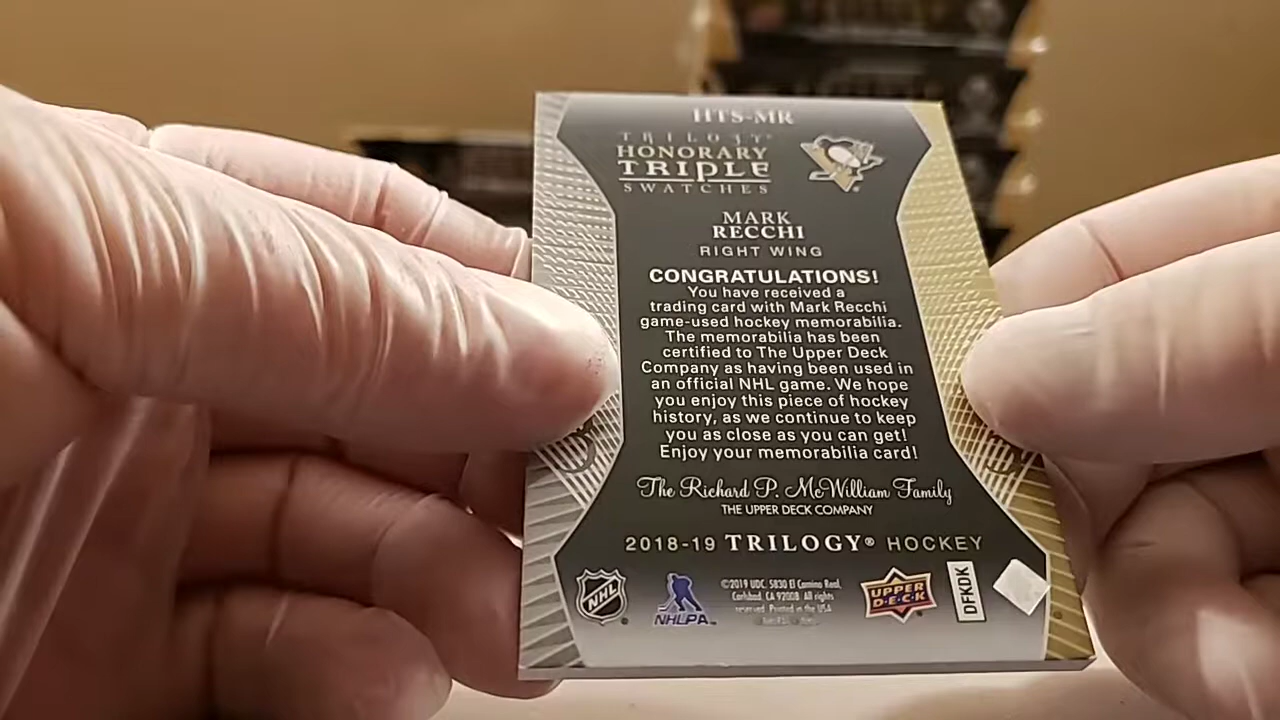 HTS-MR
TRILOGY
HONORARY
TRIPLE
SWATCHES
MARK
RECCHI
RIGHT WING
CONGRATULATIONS!
You have received a
trading card with Mark Recchi
game-used hockey memorabilia.
The memorabilia has been
certified to The Upper Deck
Company as having been used in
an official NHL game. We hope
you enjoy this piece of hockey
history, as we continue to keep
you as close as you can get!
Enjoy your memorabilia card!
The Richard P. McWilliam Family
THE UPPER DECK COMPANY
2018-19 TRILOGY® HOCKEY
NHL
NHLPA
©2019 UDC. 5830 El Camino Real,
Carlsbad, CA 92008. All rights
reserved. Printed in the USA
UPPER
DECK
DFKDK